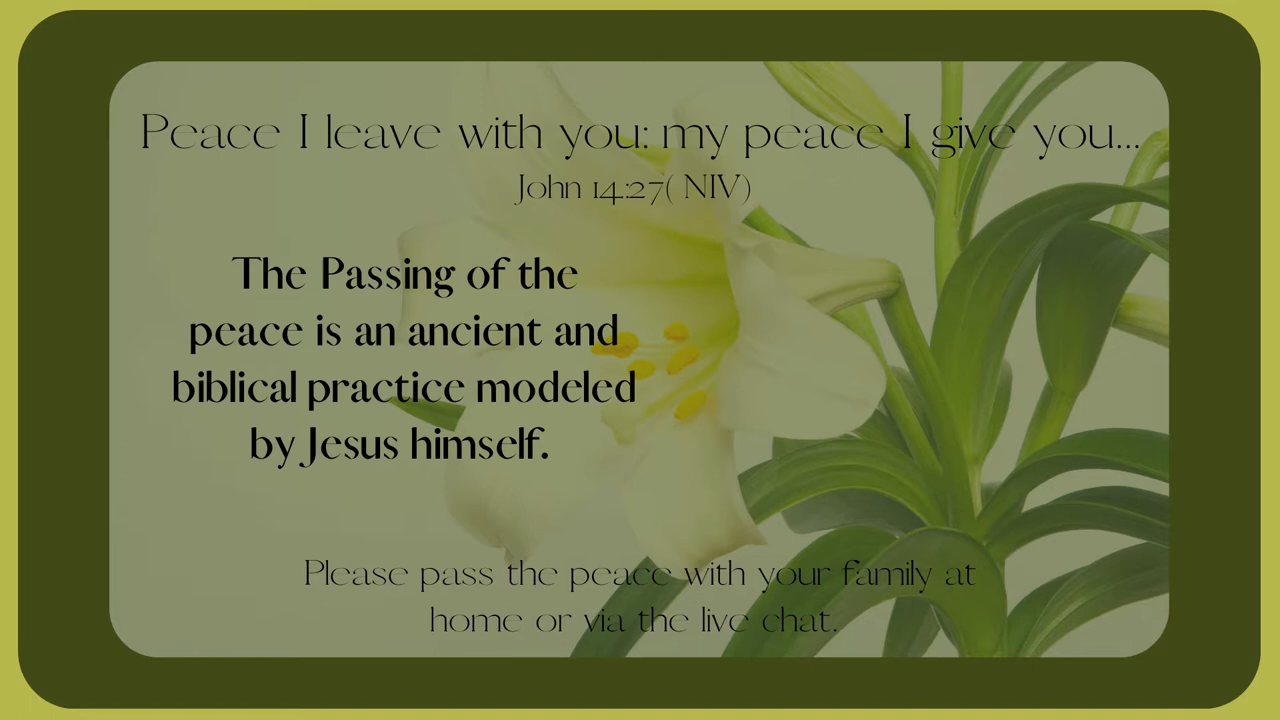 Peace I leave with you: my peace I give you...
John 14:27( NIV)
The Passing of the
peace is an ancient and
biblical practice modeled
by Jesus himself.
Please pass the peace with your family at
home or via the live chat.